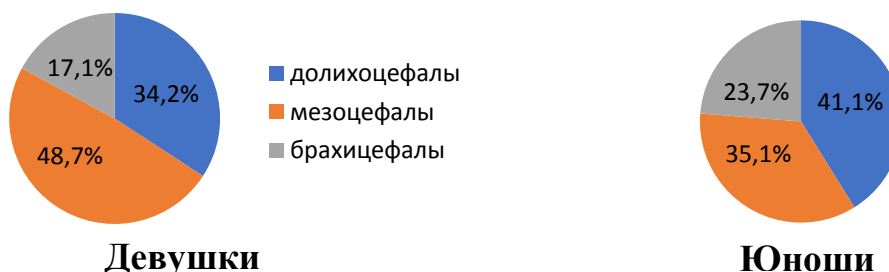 17,1%
34,2%
48,7%
долихоцефалы
мезоцефалы
брахицефалы
Девушки
23,7%
41,1%
35,1%
Юноши